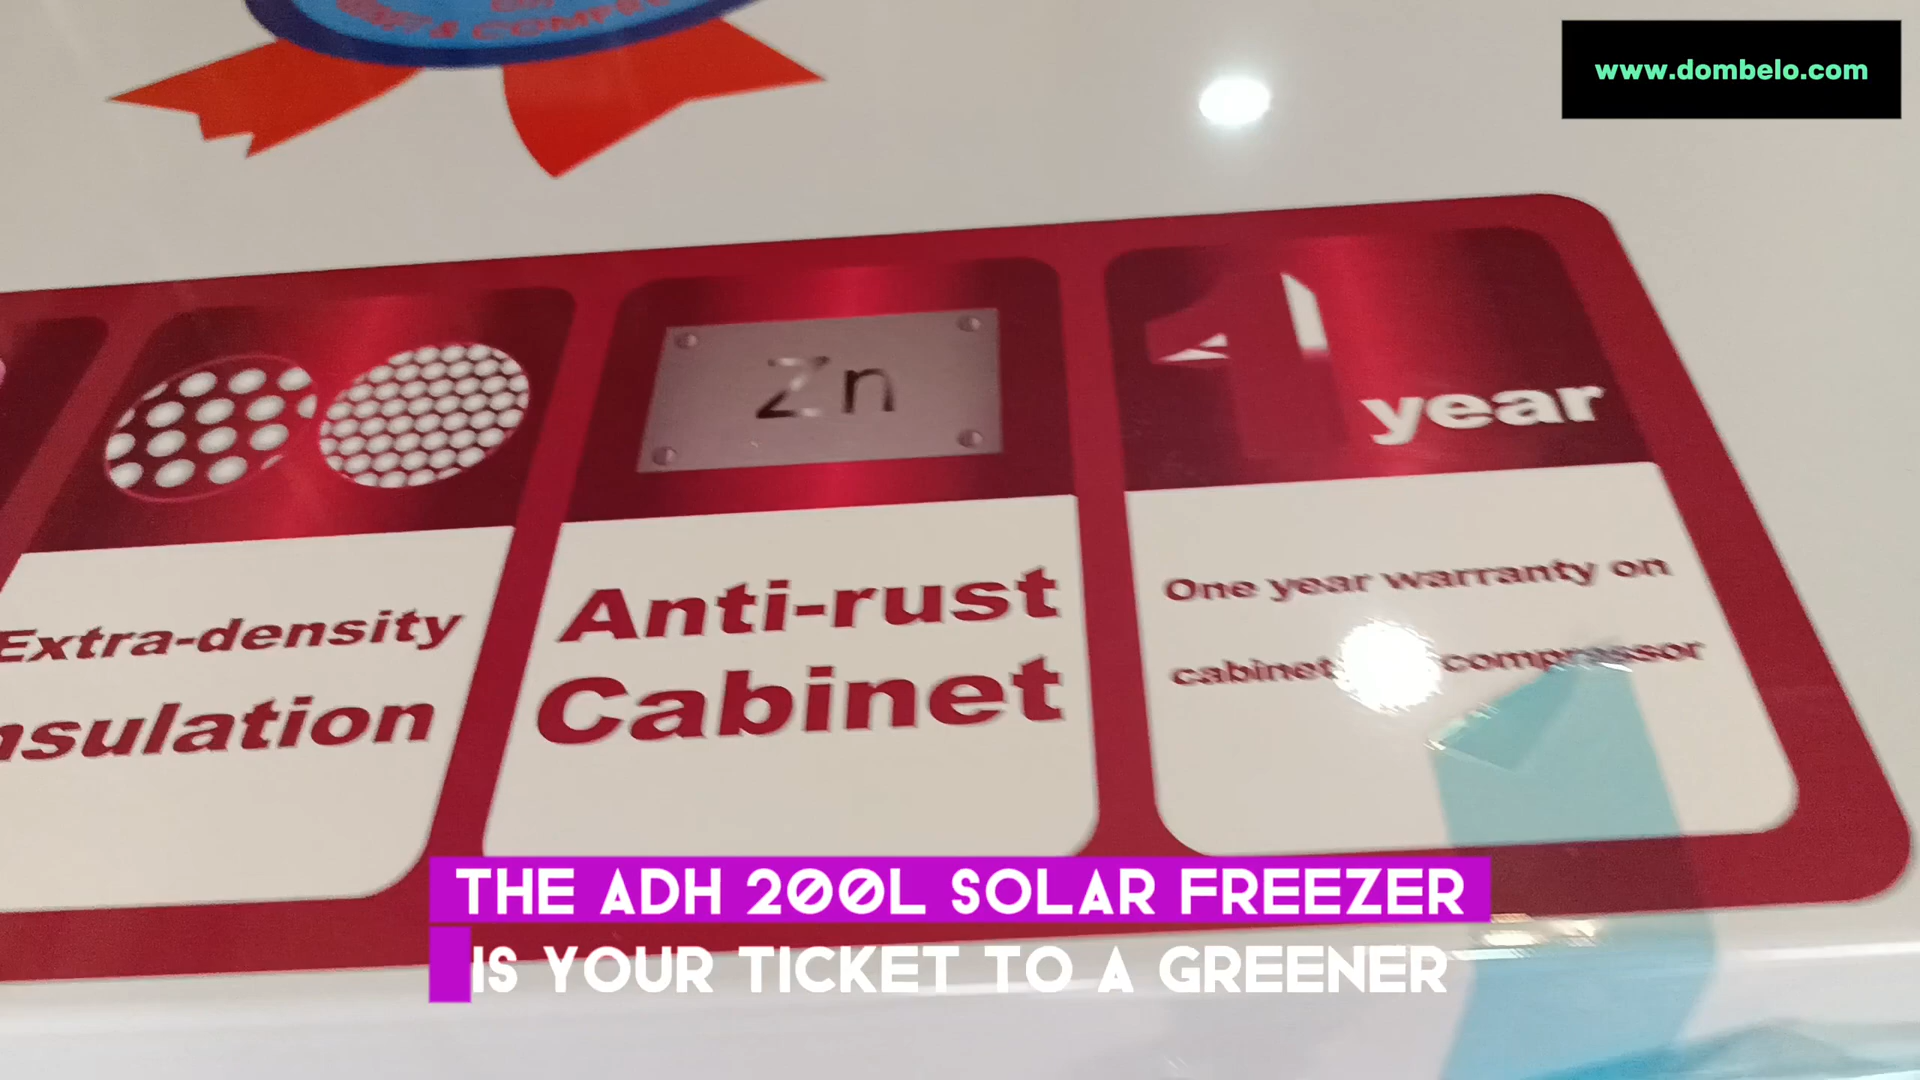 & COMPRE
www.dombelo.com
Zn
1
year
Extra-density
nsulation
Anti-rust
Cabinet
One year warranty on
cabinet compressor
THE ADH 200L SOLAR FREEZER
IS YOUR TICKET TO A GREENER